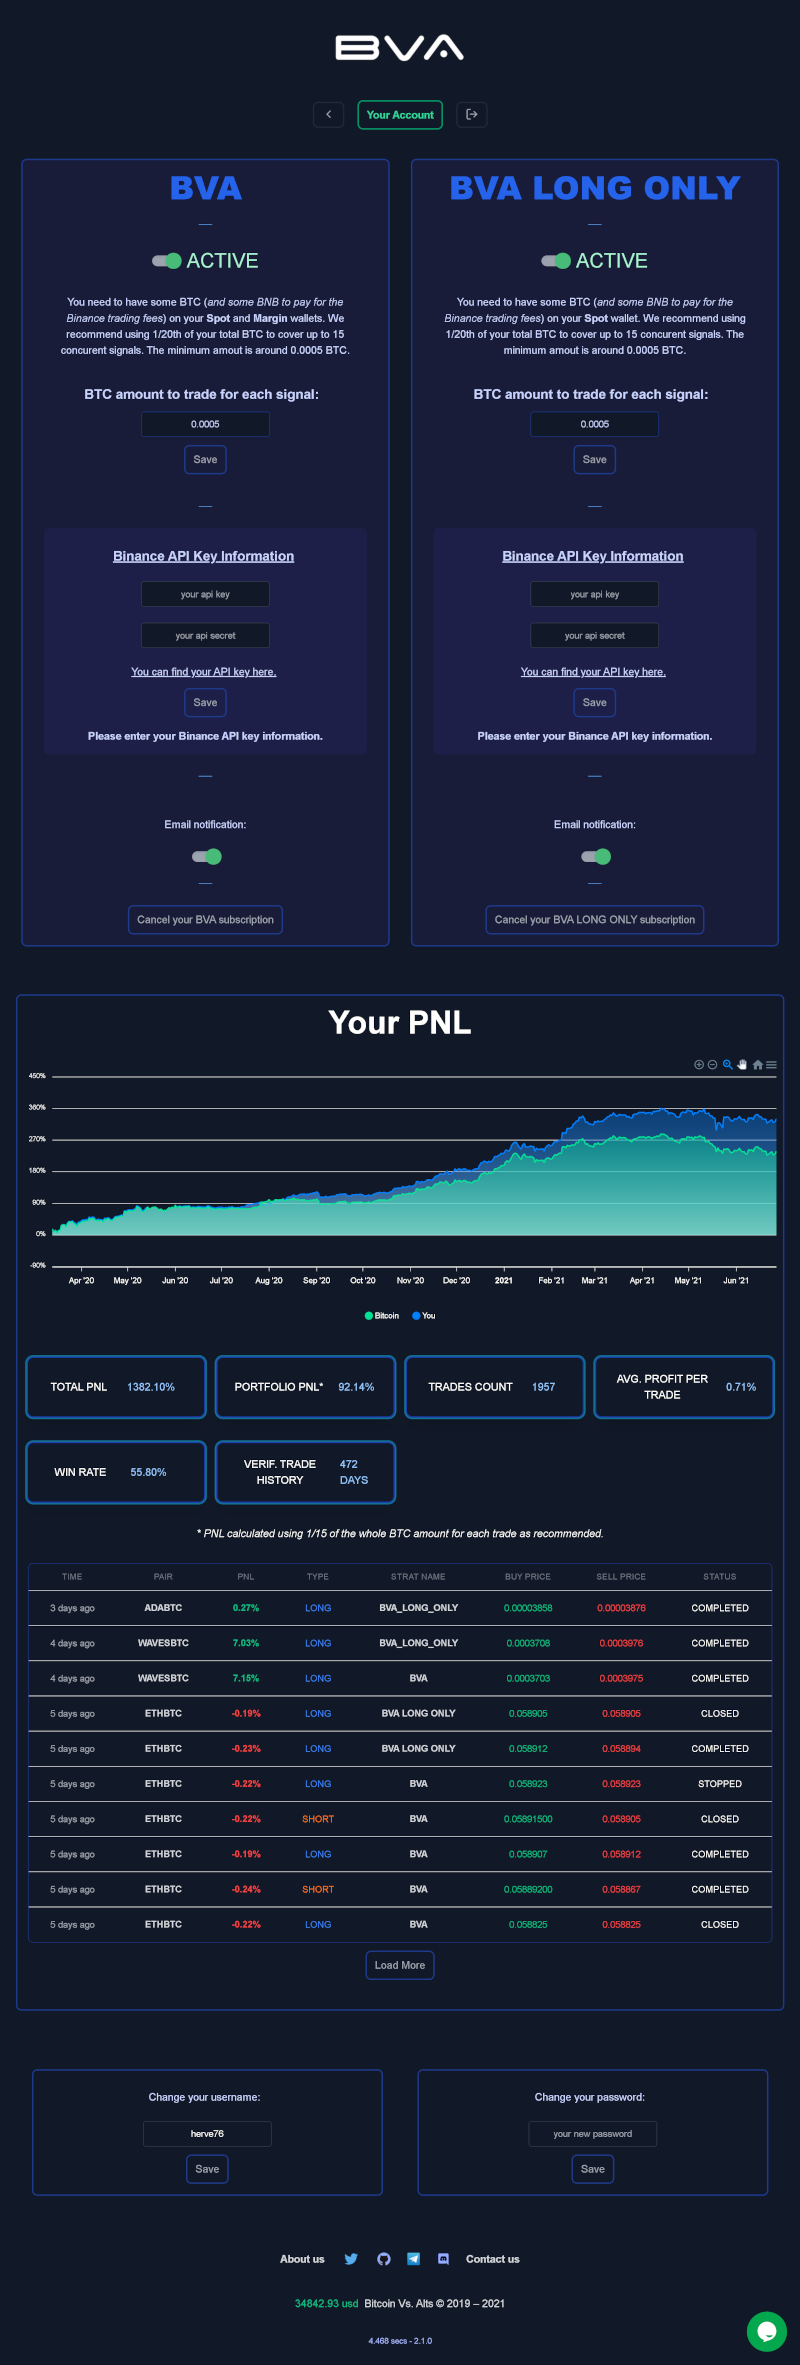 BVA
Your Account
BVA
ACTIVE
You need to have some BTC (and some BNB to pay for the
Binance trading fees) on your Spot and Margin wallets. We
recommend using 1/20th of your total BTC to cover up to 15
concurent signals. The minimum amout is around 0.0005 BTC.
BTC amount to trade for each signal:
0.0005
Save
Binance API Key Information
your api key
your api secret
You can find your API key here.
Save
Please enter your Binance API key information.
Email notification:
Cancel your BVA subscription
BVA LONG ONLY
ACTIVE
You need to have some BTC (and some BNB to pay for the
Binance trading fees) on your Spot wallet. We recommend using
1/20th of your total BTC to cover up to 15 concurent signals. The
minimum amout is around 0.0005 BTC.
BTC amount to trade for each signal:
0.0005
Save
Binance API Key Information
your api key
your api secret
You can find your API key here.
Save
Please enter your Binance API key information.
Email notification:
Cancel your BVA LONG ONLY subscription
Your PNL
450%
360%
270%
180%
90%
0%
-90%
Apr '20 May '20 Jun '20 Jul '20 Aug '20 Sep '20 Oct '20 Nov '20 Dec '20 2021 Feb '21 Mar '21 Apr '21 May '21 Jun '21
Bitcoin You
TOTAL PNL 1382.10%
PORTFOLIO PNL* 92.14%
TRADES COUNT 1957
AVG. PROFIT PER
TRADE
0.71%
WIN RATE 55.80%
VERIF. TRADE
HISTORY
472
DAYS
* PNL calculated using 1/15 of the whole BTC amount for each trade as recommended.
TIME PAIR PNL TYPE STRAT NAME BUY PRICE SELL PRICE STATUS
3 days ago ADABTC 0.27% LONG BVA_LONG_ONLY 0.00003858 0.00003876 COMPLETED
4 days ago WAVESBTC 7.03% LONG BVA_LONG_ONLY 0.0003708 0.0003976 COMPLETED
4 days ago WAVESBTC 7.15% LONG BVA 0.0003703 0.0003975 COMPLETED
5 days ago ETHBTC -0.19% LONG BVA LONG ONLY 0.058905 0.058905 CLOSED
5 days ago ETHBTC -0.23% LONG BVA LONG ONLY 0.058912 0.058894 COMPLETED
5 days ago ETHBTC -0.22% LONG BVA 0.058923 0.058923 STOPPED
5 days ago ETHBTC -0.22% SHORT BVA 0.05891500 0.058905 CLOSED
5 days ago ETHBTC -0.19% LONG BVA 0.058907 0.058912 COMPLETED
5 days ago ETHBTC -0.24% SHORT BVA 0.05889200 0.058867 COMPLETED
5 days ago ETHBTC -0.22% LONG BVA 0.058825 0.058825 CLOSED
Load More
Change your username:
herve76
Save
Change your password:
your new password
Save
About us Contact us
34842.93 usd Bitcoin Vs. Alts © 2019 – 2021
4.468 secs - 2.1.0